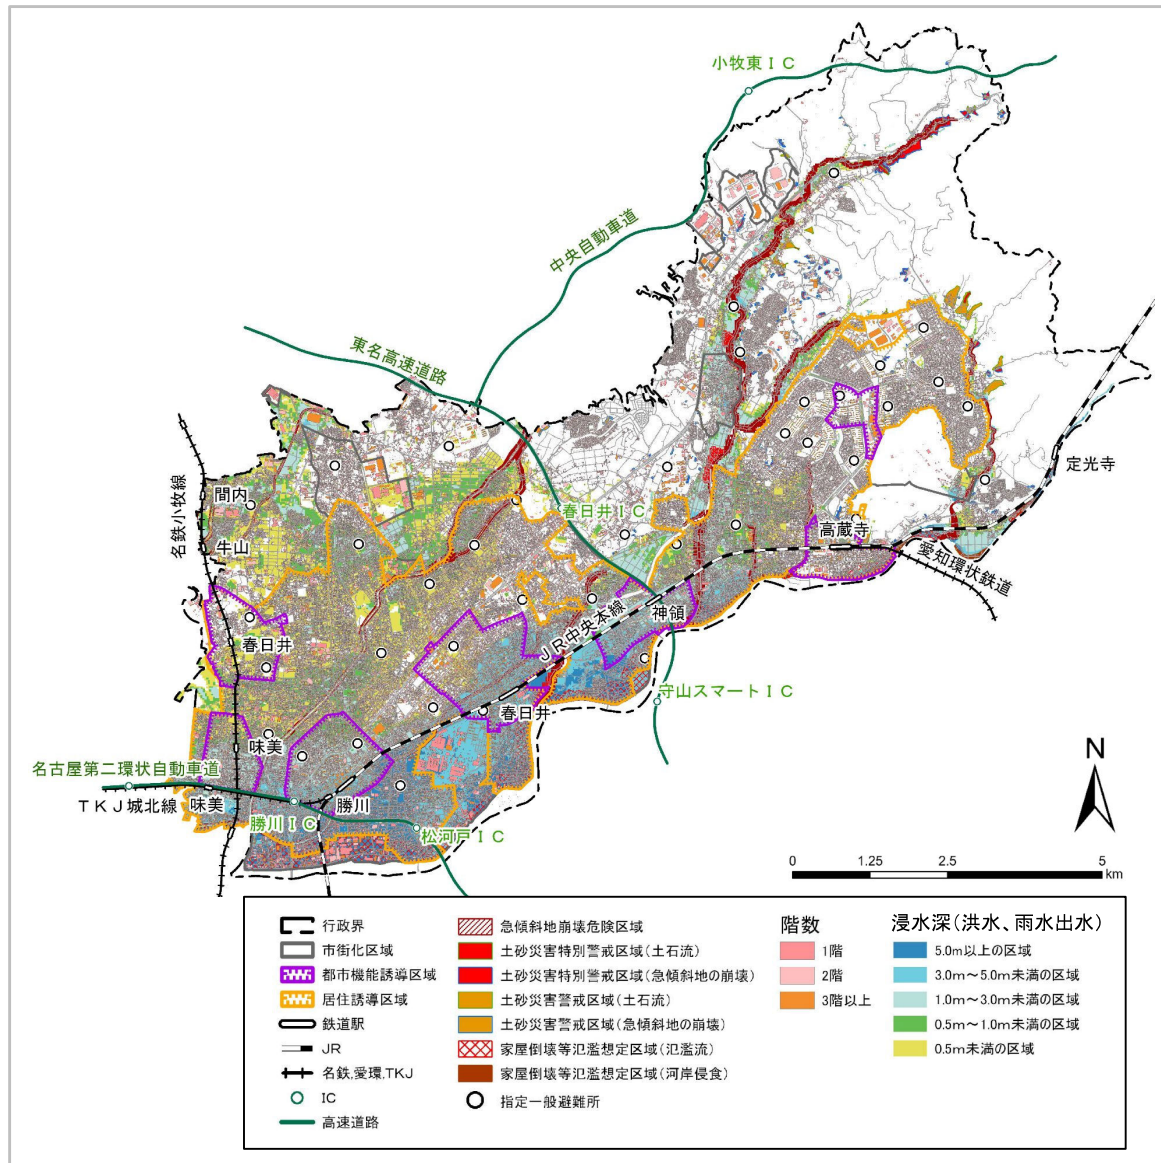 小牧東ＩＣ
中央自動車道
東名高速道路
名鉄小牧線
間内
牛山
春日井ＩＣ
定光寺
高蔵寺
愛知環状鉄道
神領
ＪＲ中央本線
春日井
守山スマートＩＣ
春日井
味美
名古屋第二環状自動車道
ＴＫＪ城北線
味美
勝川
勝川ＩＣ
松河戸ＩＣ
N
0 1.25 2.5 5
km
行政界
市街化区域
都市機能誘導区域
居住誘導区域
鉄道駅
JR
名鉄,愛環,TKJ
IC
高速道路
急傾斜地崩壊危険区域
土砂災害特別警戒区域(土石流)
土砂災害特別警戒区域(急傾斜地の崩壊)
土砂災害警戒区域(土石流)
土砂災害警戒区域(急傾斜地の崩壊)
家屋倒壊等氾濫想定区域(氾濫流)
家屋倒壊等氾濫想定区域(河岸侵食)
指定一般避難所
階数
1階
2階
3階以上
浸水深(洪水、雨水出水)
5.0m以上の区域
3.0m～5.0m未満の区域
1.0m～3.0m未満の区域
0.5m～1.0m未満の区域
0.5m未満の区域